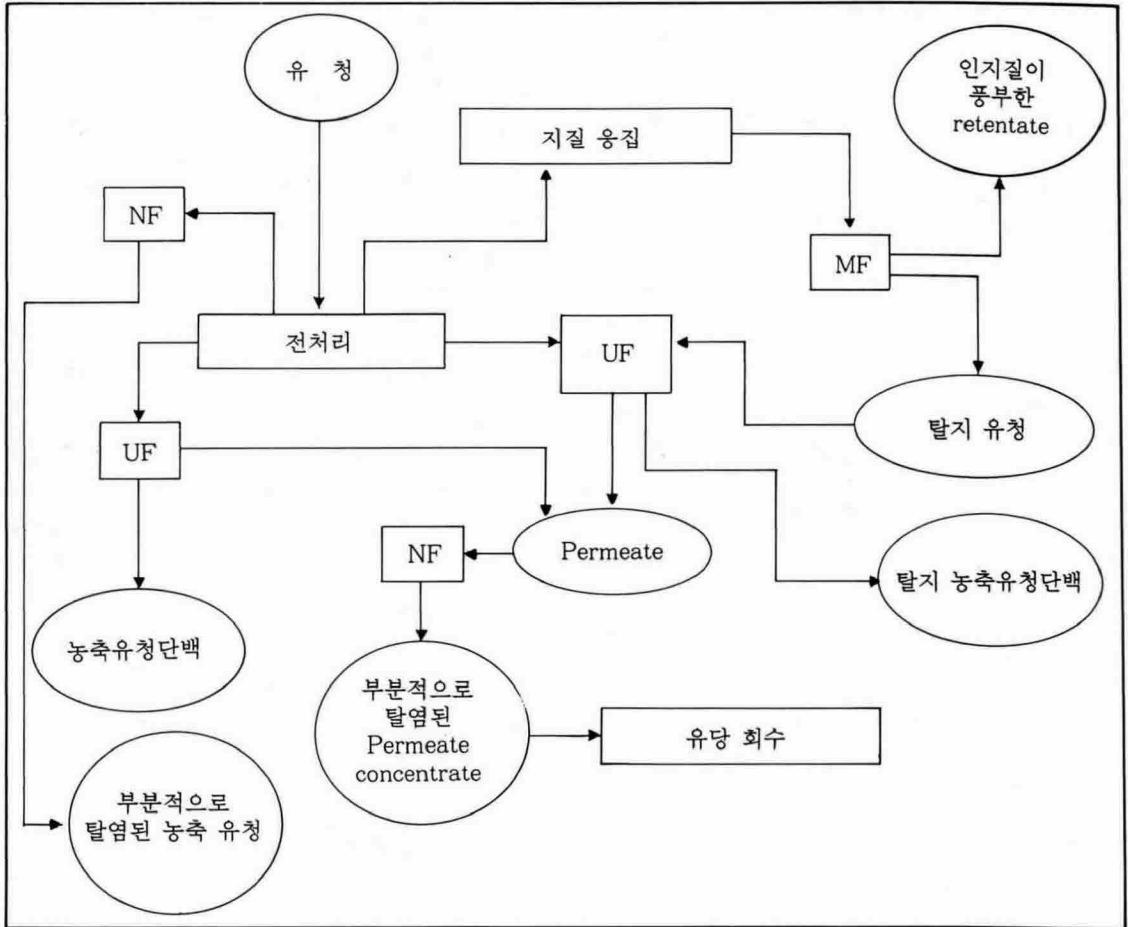 유 청
인지질이
풍부한
retentate
지질 응집
NF
MF
전처리
UF
탈지 유청
UF
NF
Permeate
탈지 농축유청단백
농축유청단백
부분적으로
탈염된
Permeate
concentrate
유당 회수
부분적으로
탈염된 농축 유청